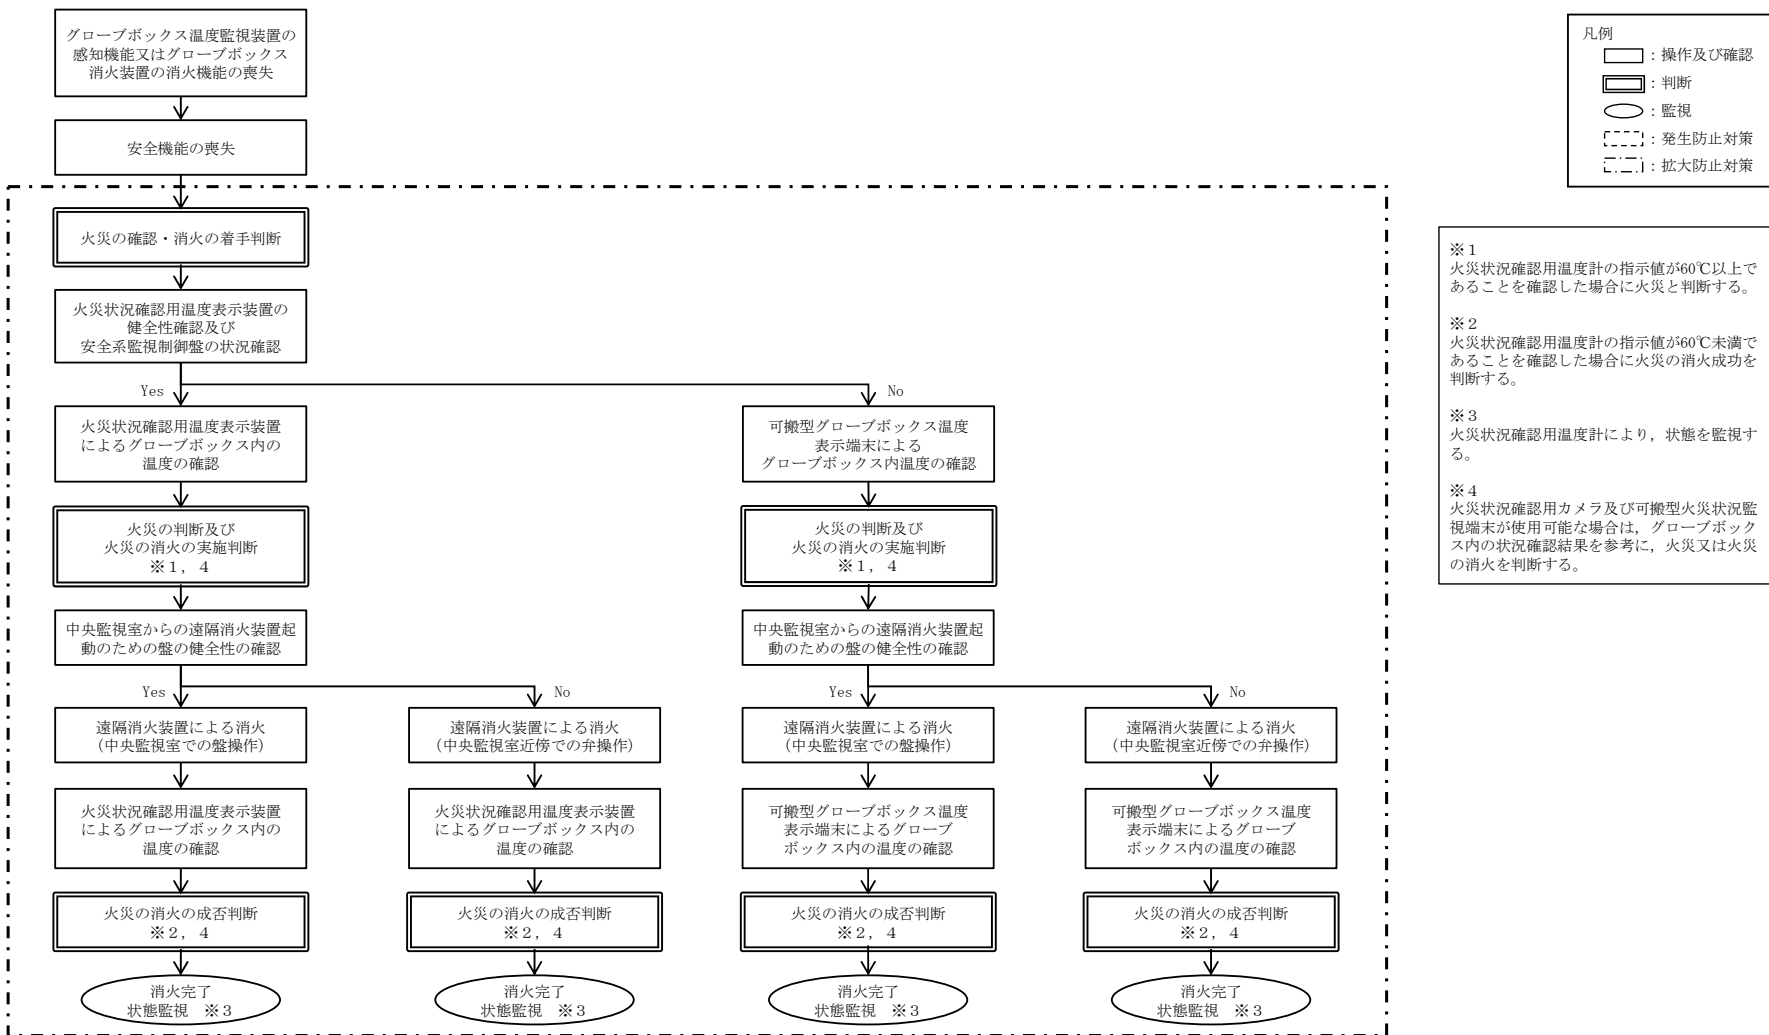 グローブボックス温度監視装置の
感知機能又はグローブボックス
消火装置の消火機能の喪失
安全機能の喪失
火災の確認・消火の着手判断
火災状況確認用温度表示装置の
健全性確認及び
安全系監視制御盤の状況確認
Yes
No
火災状況確認用温度表示装置
によるグローブボックス内の
温度の確認
可搬型グローブボックス温度
表示端末による
グローブボックス内温度の確認
火災の判断及び
火災の消火の実施判断
※1，4
火災の判断及び
火災の消火の実施判断
※1，4
中央監視室からの遠隔消火装置起
動のための盤の健全性の確認
中央監視室からの遠隔消火装置起
動のための盤の健全性の確認
Yes
No
Yes
No
遠隔消火装置による消火
（中央監視室での盤操作）
遠隔消火装置による消火
（中央監視室近傍での弁操作）
遠隔消火装置による消火
（中央監視室での盤操作）
遠隔消火装置による消火
（中央監視室近傍での弁操作）
火災状況確認用温度表示装置
によるグローブボックス内の
温度の確認
火災状況確認用温度表示装置
によるグローブボックス内の
温度の確認
可搬型グローブボックス温度
表示端末によるグローブ
ボックス内の温度の確認
可搬型グローブボックス温度
表示端末によるグローブ
ボックス内の温度の確認
火災の消火の成否判断
※2，4
火災の消火の成否判断
※2，4
火災の消火の成否判断
※2，4
火災の消火の成否判断
※2，4
消火完了
状態監視　※3
消火完了
状態監視　※3
消火完了
状態監視　※3
消火完了
状態監視　※3
凡例
：操作及び確認
：判断
：監視
：発生防止対策
：拡大防止対策
※1
火災状況確認用温度計の指示値が60℃以上で
あることを確認した場合に火災と判断する。
※2
火災状況確認用温度計の指示値が60℃未満で
あることを確認した場合に火災の消火成功を
判断する。
※3
火災状況確認用温度計により，状態を監視す
る。
※4
火災状況確認用カメラ及び可搬型火災状況監
視端末が使用可能な場合は，グローブボック
ス内の状況確認結果を参考に，火災又は火災
の消火を判断する。